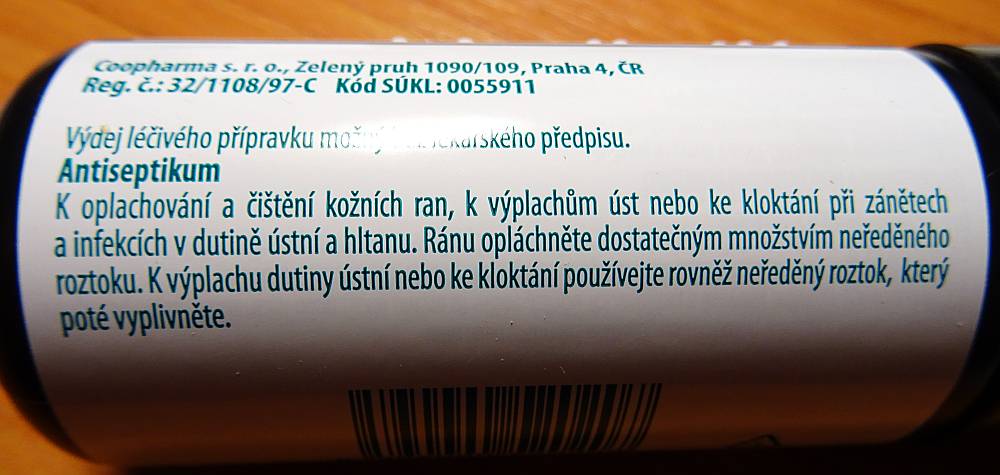 Coopharma s. r. o., Zelený pruh 1090/109, Praha 4, ČR
Reg. č.: 32/1108/97-C Kód SÚKL: 0055911
Výdej léčivého přípravku možný lékařského předpisu.
Antiseptikum
K oplachování a čištění kožních ran, k výplachům úst nebo ke kloktání při zánětech
a infekcích v dutině ústní a hltanu. Ránu opláchněte dostatečným množstvím neředěného
roztoku. K výplachu dutiny ústní nebo ke kloktání používejte rovněž neředěný roztok, který
poté vyplivněte.